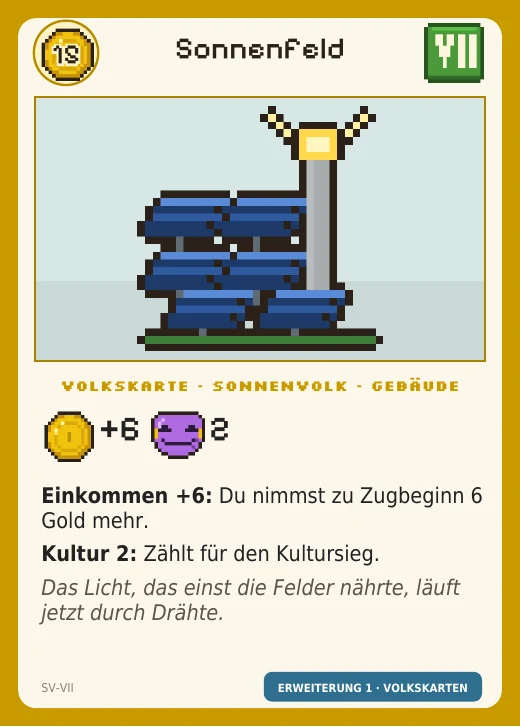 18
Sonnenfeld
VII
VOLKSKARTE - SONNENVOLK - GEBÄUDE
+6 2
Einkommen +6: Du nimmst zu Zugbeginn 6
Gold mehr.
Kultur 2: Zählt für den Kultursieg.
Das Licht, das einst die Felder nährte, läuft
jetzt durch Drähte.
SV-VII
ERWEITERUNG 1 · VOLKSKARTEN